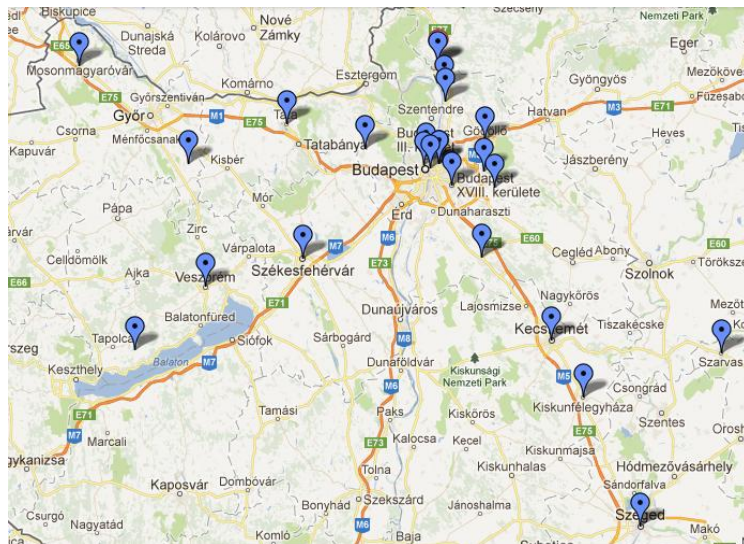 Biskupice
Nové
Zámky
Szécsény
Nemzeti Park
E77
Dunajská
Streda
Kolárovo
E65
Mosonmagyaróvár
Eger
Komárno
Esztergom
Mezőkövesd
E75
Győrszentiván
Gyöngyös
Füzesabony
Szentendre
M3
E71
Győr
M1
Hatvan
Csorna
Ménfőcsanak
E75
Tata
Gödöllő
Heves
Kapuvár
Tatabánya
III.
Kisbér
Jászberény
Budapest
Budapest
XVIII. kerülete
Mór
Pápa
Érd
Dunaharaszti
Zirc
M6
E75
E60
Celldömölk
Várpalota
M7
Cegléd
Abony
E60
Ajka
Székesfehérvár
E73
Szolnok
E66
Veszprém
E71
Dunaújváros
Lajosmizse
Nagykőrös
Balatonfüred
Kecskemét
Tiszakécske
Tapolca
Siófok
Sárbogárd
M8
Szarvas
Balaton
M7
Dunaföldvár
Kiskunsági
Nemzeti Park
Keszthely
M6
M5
Csongrád
E71
Tamási
Paks
Kiskőrös
Kiskunfélegyháza
Szentes
M7
Marcali
E73
Kalocsa
Kecel
E75
Kiskunmajsa
Tolna
Kiskunhalas
Hódmezővásárhely
Kaposvár
Dombóvár
Sándorfalva
Bonyhád
Szekszárd
Jánoshalma
Szeged
Csurgó
Nagyatád
Komló
M6
Baja
Makó